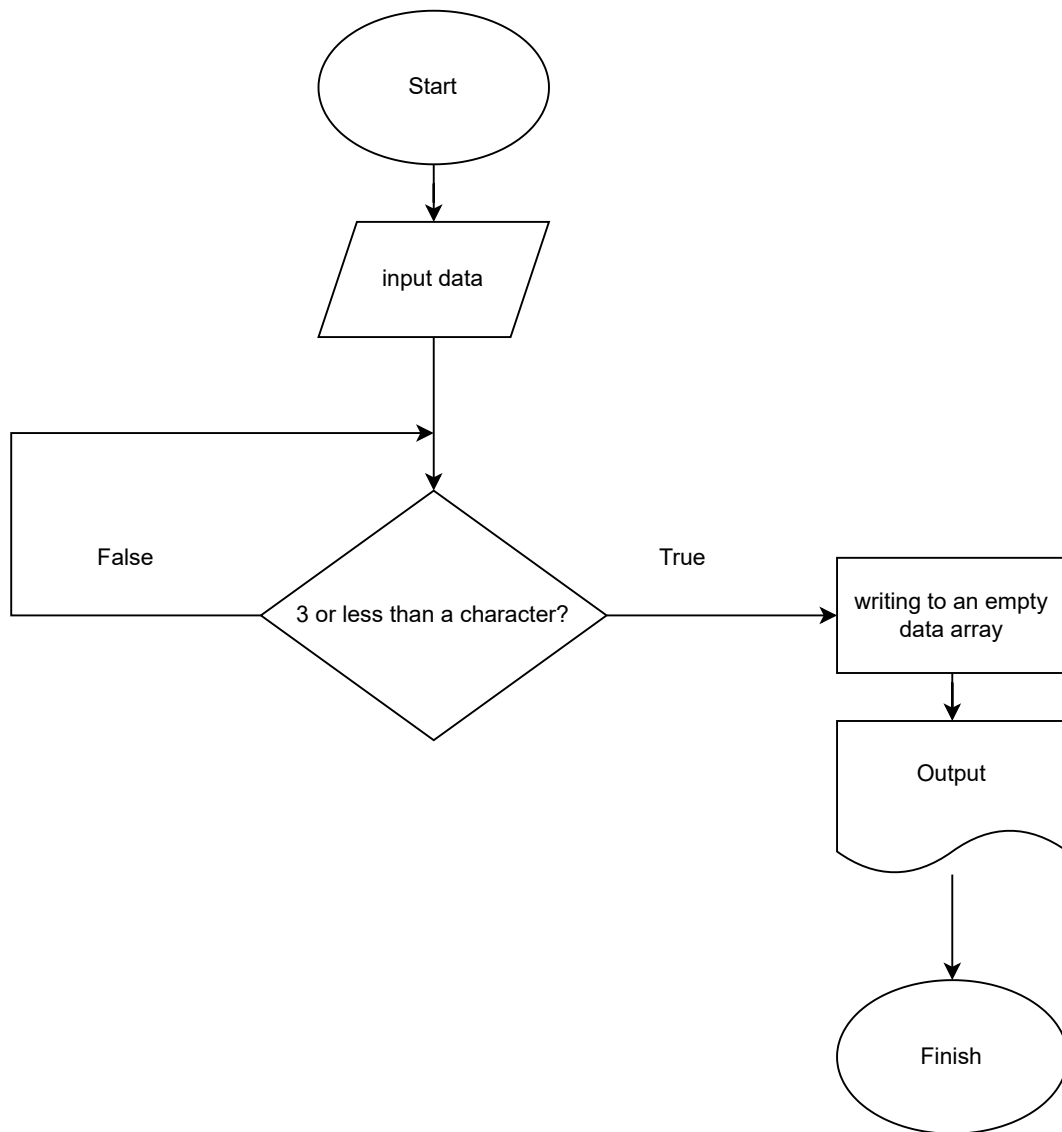 Start
input data
False
True
3 or less than a character?
writing to an empty
data array
Output
Finish